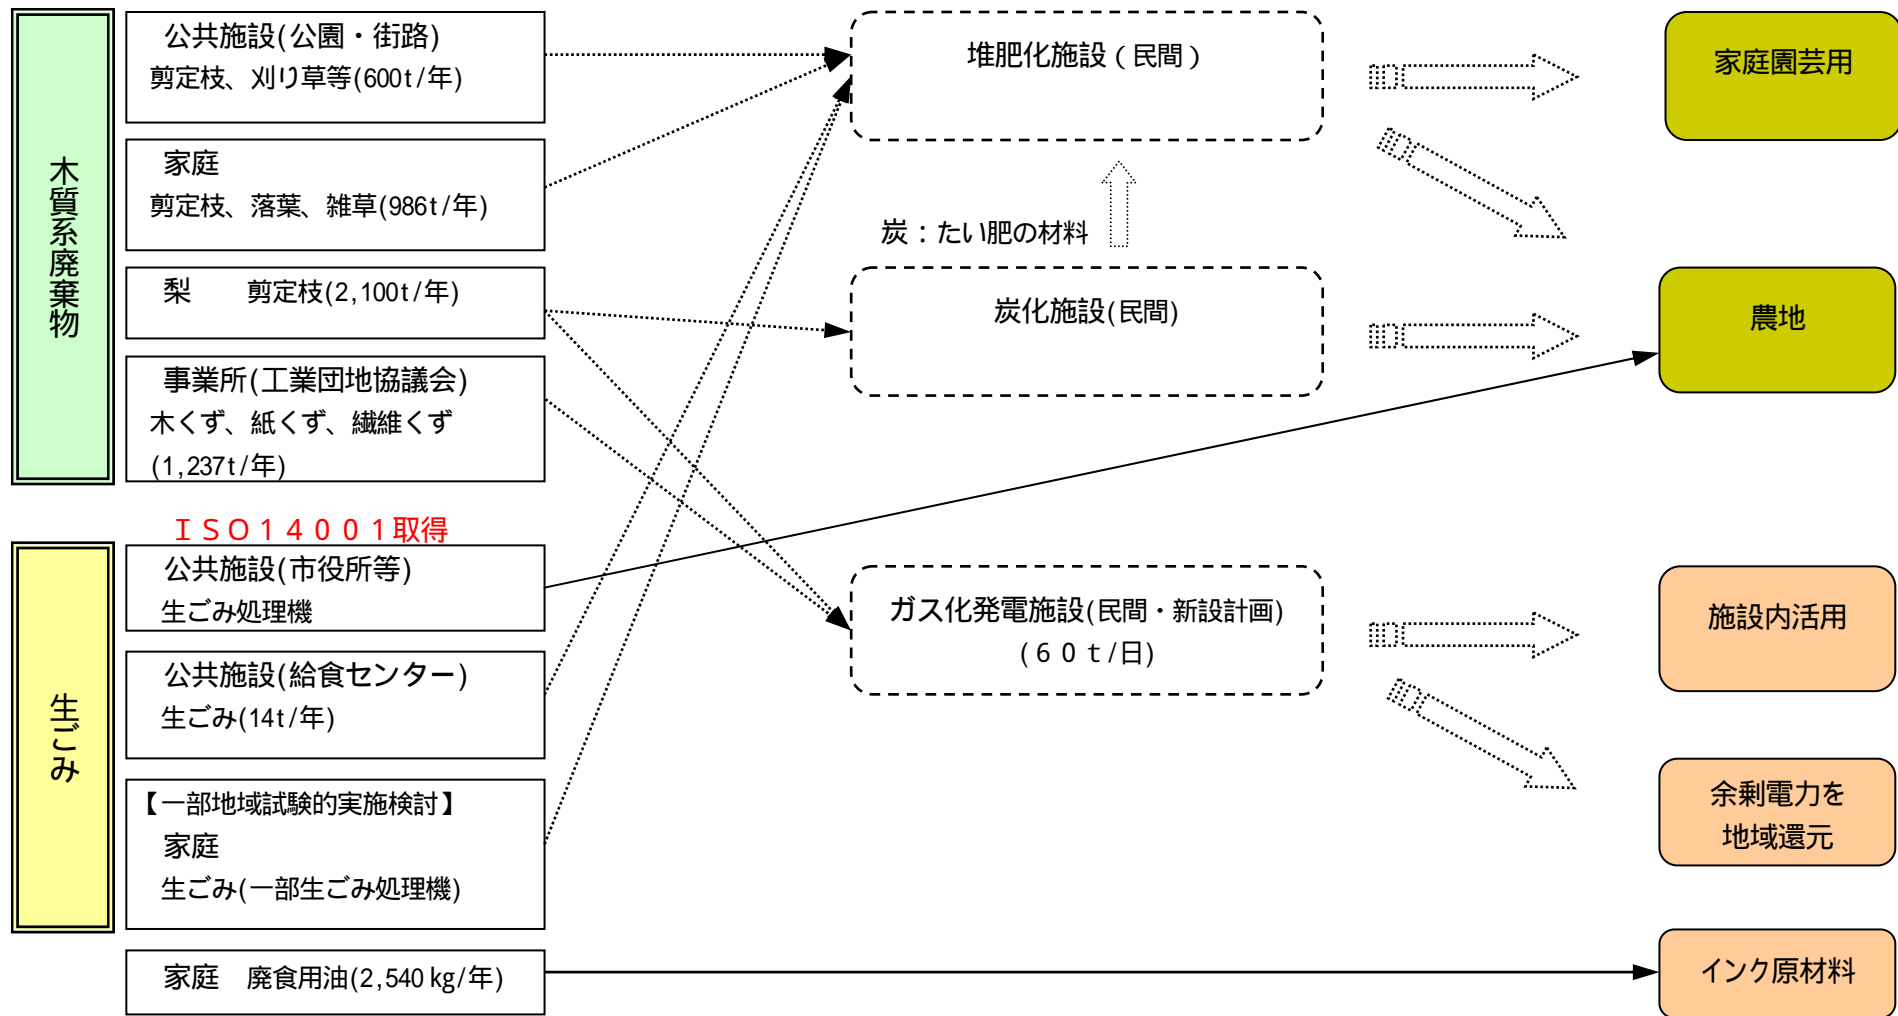 木質系廃棄物
公共施設(公園・街路)
剪定枝、刈り草等(600t/年)
家庭
剪定枝、落葉、雑草(986t/年)
梨　剪定枝(2,100t/年)
事業所(工業団地協議会)
木くず、紙くず、繊維くず
(1,237t/年)
生ごみ
ＩＳＯ１４００１取得
公共施設(市役所等)
生ごみ処理機
公共施設(給食センター)
生ごみ(14t/年)
【一部地域試験的実施検討】
家庭
生ごみ(一部生ごみ処理機)
家庭　廃食用油(2,540kg/年)
堆肥化施設（民間）
炭：たい肥の材料
炭化施設(民間)
ガス化発電施設(民間・新設計画)
(６０ｔ/日)
家庭園芸用
農地
施設内活用
余剰電力を
地域還元
インク原材料